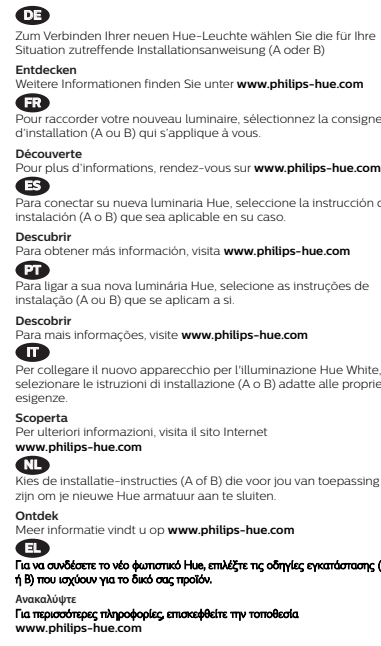 DE
Zum Verbinden Ihrer neuen Hue-Leuchte wählen Sie die für Ihre
Situation zutreffende Installationsanweisung (A oder B)
Entdecken
Weitere Informationen finden Sie unter www.philips-hue.com
FR
Pour raccorder votre nouveau luminaire, sélectionnez la consigne
d'installation (A ou B) qui s'applique à vous.
Découverte
Pour plus d'informations, rendez-vous sur www.philips-hue.com
ES
Para conectar su nueva luminaria Hue, seleccione la instrucción
instalación (A o B) que sea aplicable en su caso.
Descubrir
Para obtener más información, visita www.philips-hue.com
PT
Para ligar a sua nova luminária Hue, selecione as instruções de
instalação (A ou B) que se aplicam a si.
Descobrir
Para mais informações, visite www.philips-hue.com
IT
Per collegare il nuovo apparecchio per l'illuminazione Hue White,
selezionare le istruzioni di installazione (A o B) adatte alle proprie
esigenze.
Scoperta
Per ulteriori informazioni, visita il sito Internet
www.philips-hue.com
NL
Kies de installatie-instructies (A of B) die voor jou van toepassing
zijn om je nieuwe Hue armatuur aan te sluiten.
Ontdek
Meer informatie vindt u op www.philips-hue.com
EL
Για να συνδέσετε το νέο φωτιστικό Hue, επιλέξτε τις οδηγίες εγκατάστασης (
ή B) που ισχύουν για το δικό σας προϊόν.
Ανακαλύψτε
Για περισσότερες πληροφορίες, επισκεφθείτε την τοποθεσία
www.philips-hue.com